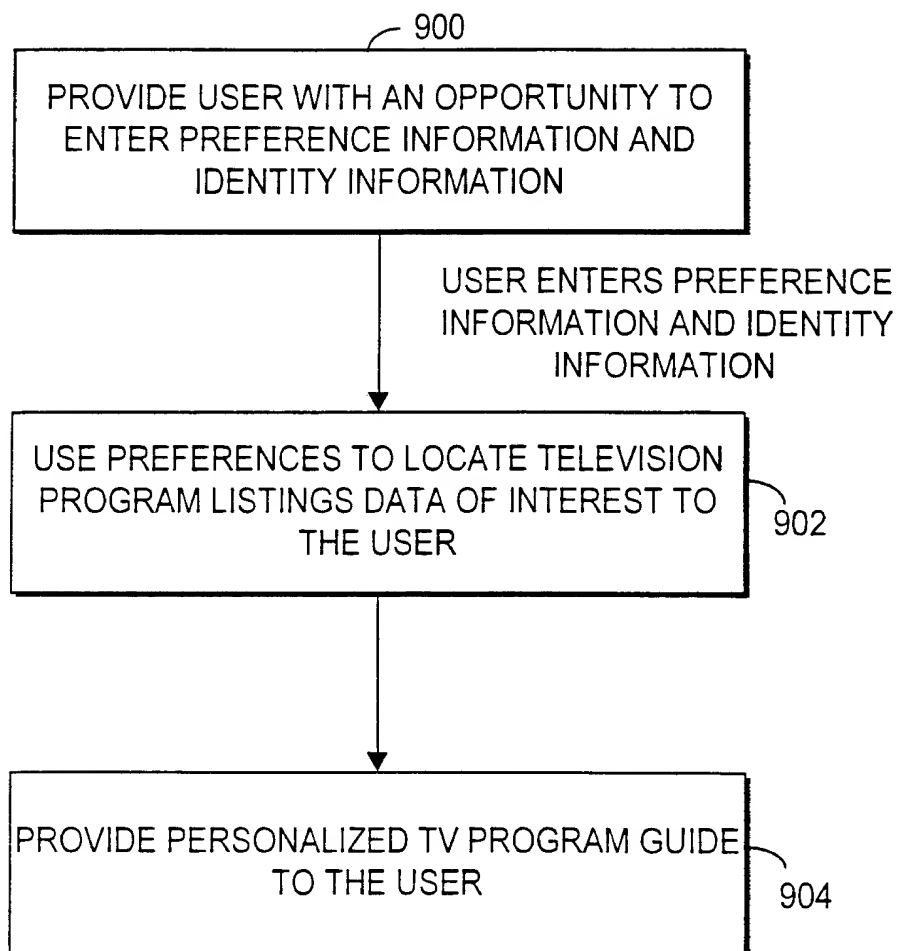 900
PROVIDE USER WITH AN OPPORTUNITY TO
ENTER PREFERENCE INFORMATION AND
IDENTITY INFORMATION
USER ENTERS PREFERENCE
INFORMATION AND IDENTITY
INFORMATION
USE PREFERENCES TO LOCATE TELEVISION
PROGRAM LISTINGS DATA OF INTEREST TO
THE USER
902
PROVIDE PERSONALIZED TV PROGRAM GUIDE
TO THE USER
904